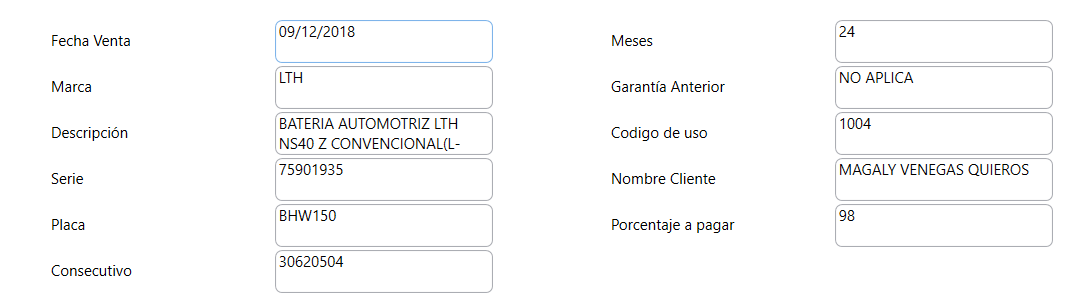 Fecha Venta
09/12/2018
Marca
LTH
Descripción
BATERIA AUTOMOTRIZ LTH
NS40 Z CONVENCIONAL(L-
Serie
75901935
Placa
BHW150
Consecutivo
30620504
Meses
24
Garantía Anterior
NO APLICA
Codigo de uso
1004
Nombre Cliente
MAGALY VENEGAS QUIEROS
Porcentaje a pagar
98